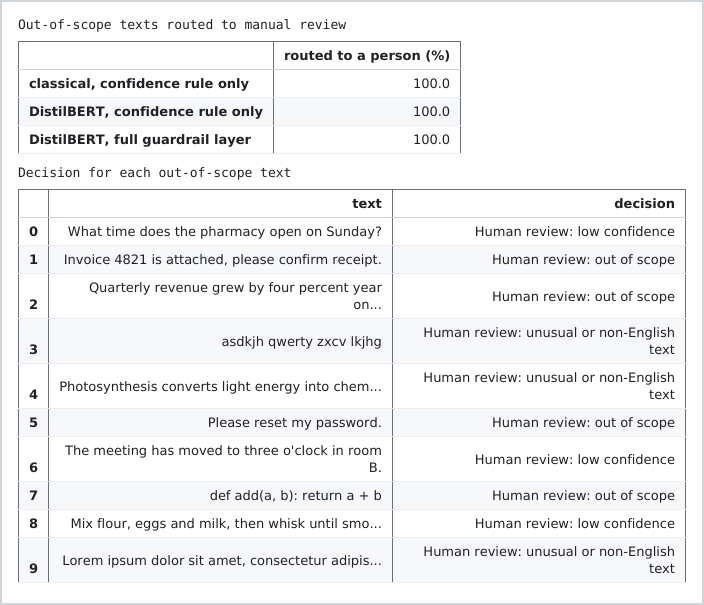 Out-of-scope texts routed to manual review
routed to a person (%)
classical, confidence rule only 100.0
DistilBERT, confidence rule only 100.0
DistilBERT, full guardrail layer 100.0
Decision for each out-of-scope text
text decision
0 What time does the pharmacy open on Sunday? Human review: low confidence
1 Invoice 4821 is attached, please confirm receipt. Human review: out of scope
Quarterly revenue grew by four percent year
2 on... Human review: out of scope
3 asdkjh qwerty zxcv lkjhg Human review: unusual or non-English
text
4 Photosynthesis converts light energy into chem... Human review: unusual or non-English
text
5 Please reset my password. Human review: out of scope
The meeting has moved to three o'clock in room
6 B. Human review: low confidence
7 def add(a, b): return a + b Human review: out of scope
8 Mix flour, eggs and milk, then whisk until smo... Human review: low confidence
9 Lorem ipsum dolor sit amet, consectetur adipis... Human review: unusual or non-English
text